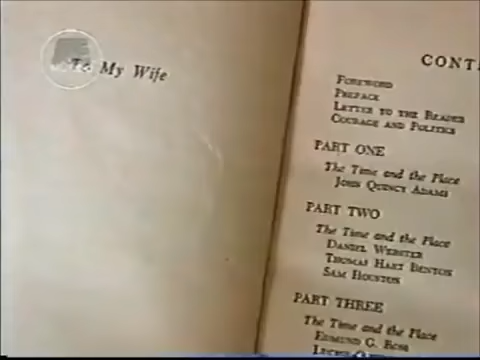 To My Wife
CONT
FOREWORD
PREFACE
LETTER TO THE READER
COURAGE AND POLITICS
PART ONE
The Time and the Place
JOHN QUINCY ADAMS
PART TWO
The Time and the Place
DANIEL WEBSTER
THOMAS HART BENTON
SAM HOUSTON
PART THREE
The Time and the Place
EDMUND G. ROSS